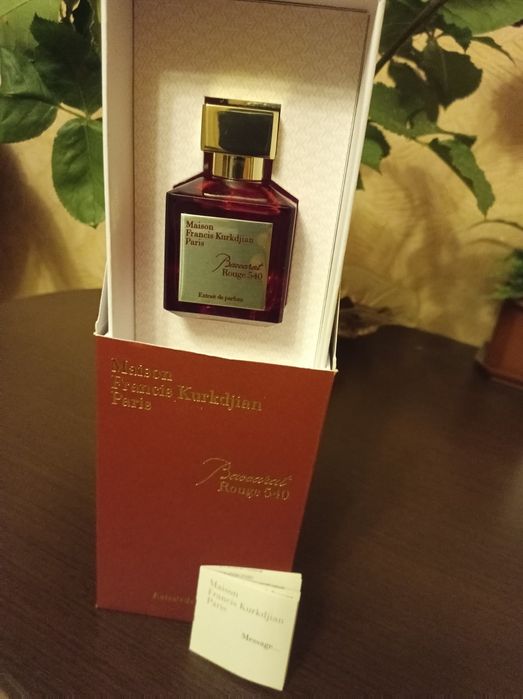 Maison
Francis Kurkdjian
Paris
Baccarat
Rouge 540
Extrait de parfum
Maison
Francis Kurkdjian
Paris
Baccarat
Rouge 540
Maison
Francis Kurkdjian
Paris
Message...